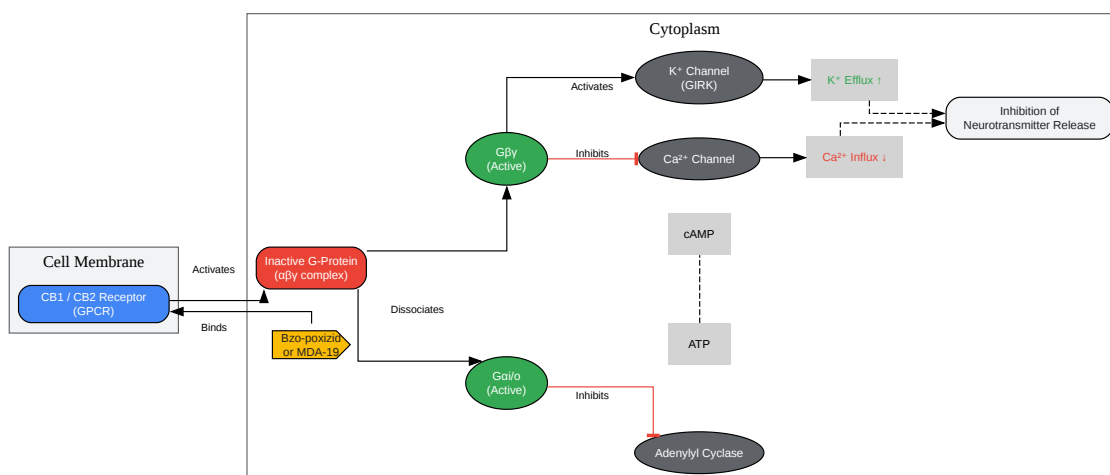 Cytoplasm
K⁺ Channel
(GIRK)
K⁺ Efflux ↑
Activates
Inhibition of
Neurotransmitter Release
Gβγ
(Active)
Inhibits
Ca²⁺ Channel
Ca²⁺ Influx ↓
cAMP
Cell Membrane
Activates
Inactive G-Protein
(αβγ complex)
CB1 / CB2 Receptor
(GPCR)
Binds
Dissociates
Bzo-poxizid
or MDA-19
ATP
Gαi/o
(Active)
Inhibits
Adenylyl Cyclase